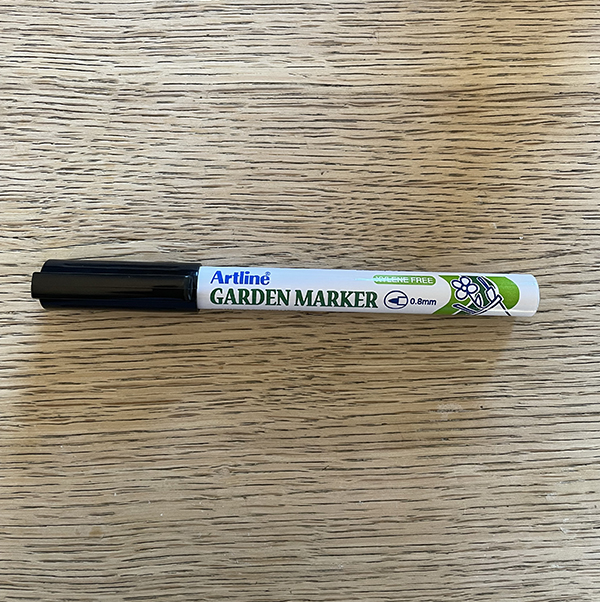 Artline®
XYLENE FREE
GARDEN MARKER
0.8mm